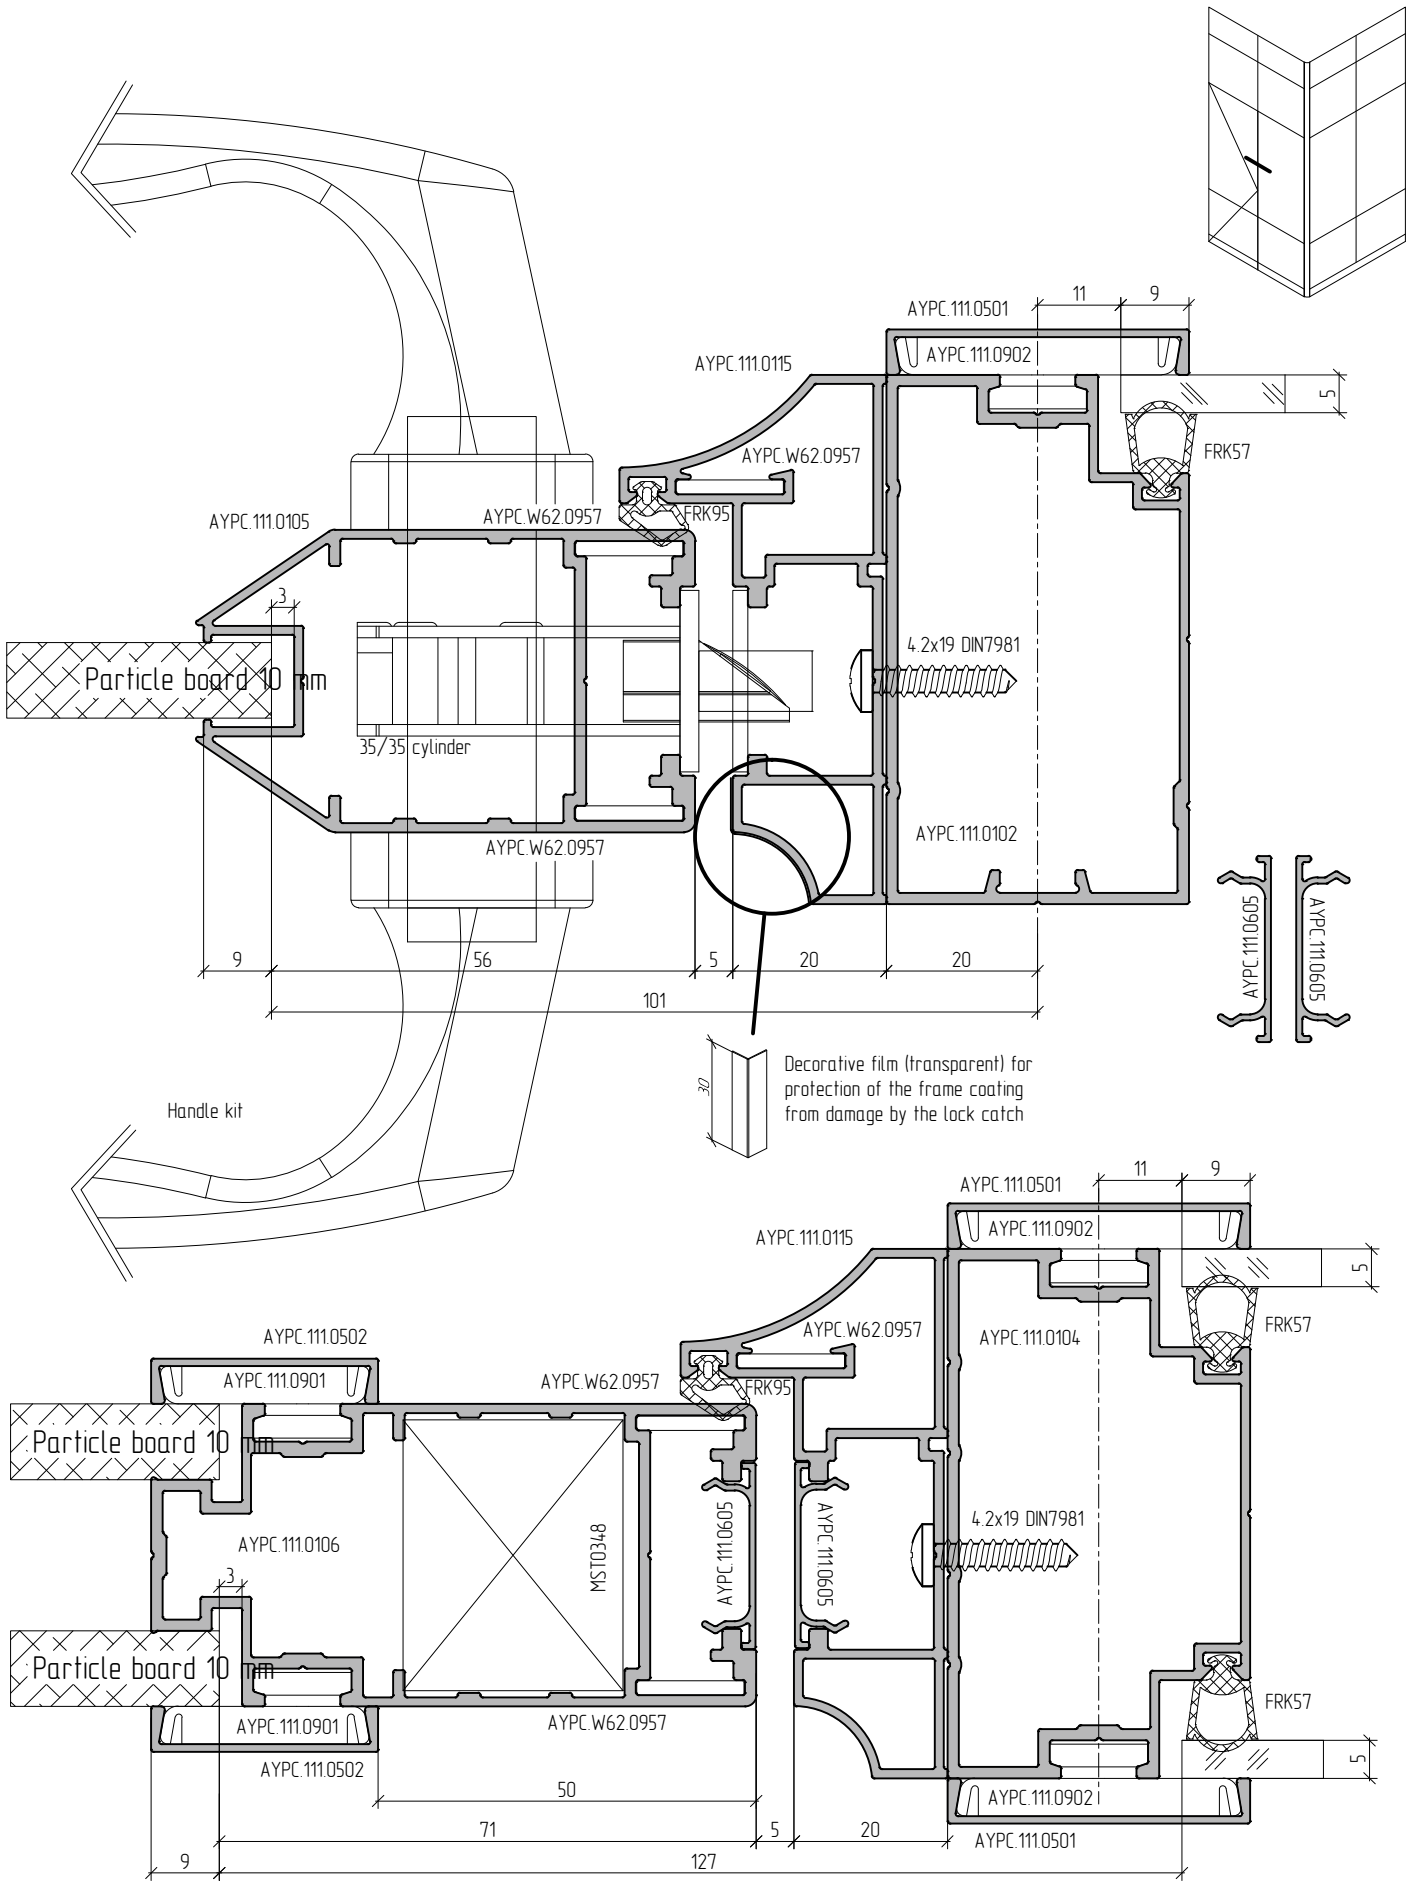 11
9
AYPC.111.0501
AYPC.111.0902
AYPC.111.0115
5
AYPC.W62.0957
FRK57
AYPC.111.0105
AYPC.W62.0957
FRK95
3
4.2x19 DIN7981
Particle board 10 mm
35/35 cylinder
AYPC.111.0102
AYPC.W62.0957
AYPC.111.0605
AYPC.111.0605
9
56
5
20
20
101
30
Decorative film (transparent) for
protection of the frame coating
from damage by the lock catch
Handle kit
11
9
AYPC.111.0501
AYPC.111.0902
AYPC.111.0115
5
FRK57
AYPC.111.0502
AYPC.W62.0957
AYPC.111.0104
AYPC.111.0901
AYPC.W62.0957
FRK95
Particle board 10 mm
4.2x19 DIN7981
AYPC.111.0106
MST0348
AYPC.111.0605
AYPC.111.0605
3
Particle board 10 mm
FRK57
AYPC.111.0901
AYPC.W62.0957
5
AYPC.111.0502
AYPC.111.0902
50
AYPC.111.0501
71
5
20
9
127